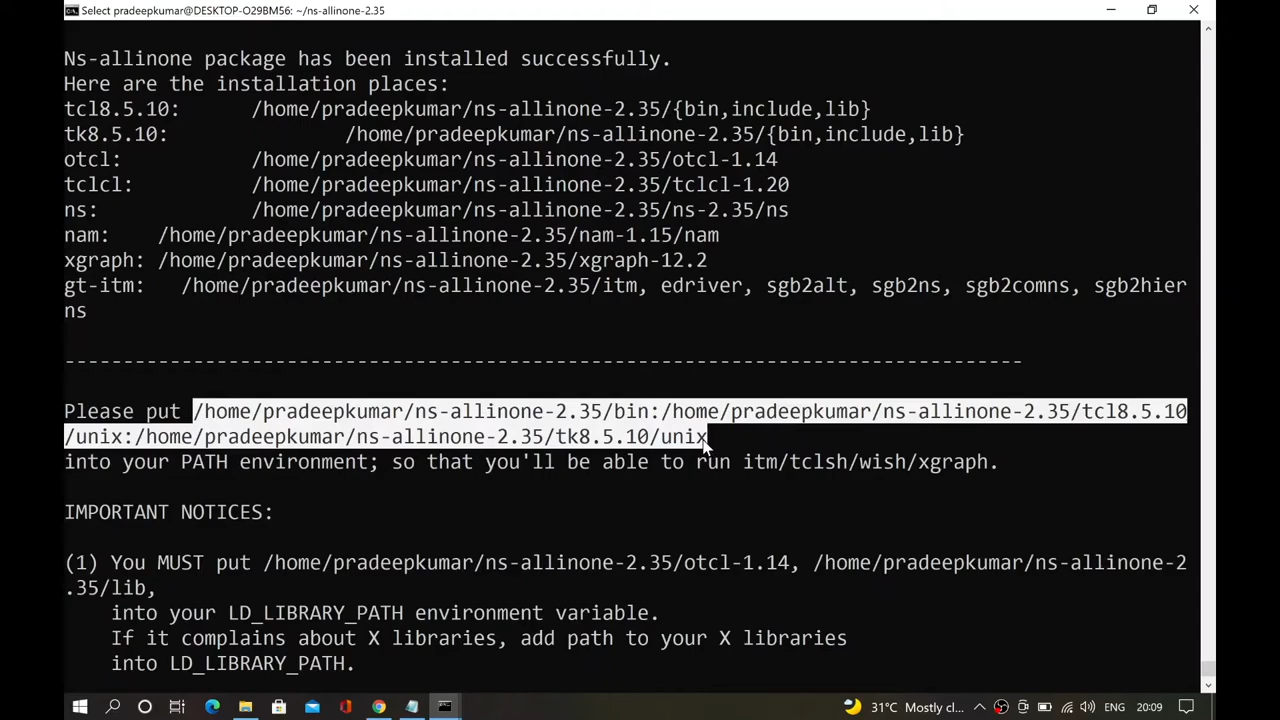 Select pradeepkumar@DESKTOP-O29BM56: ~/ns-allinone-2.35
Ns-allinone package has been installed successfully.
Here are the installation places:
tcl8.5.10:      /home/pradeepkumar/ns-allinone-2.35/{bin,include,lib}
tk8.5.10:               /home/pradeepkumar/ns-allinone-2.35/{bin,include,lib}
otcl:           /home/pradeepkumar/ns-allinone-2.35/otcl-1.14
tclcl:          /home/pradeepkumar/ns-allinone-2.35/tclcl-1.20
ns:             /home/pradeepkumar/ns-allinone-2.35/ns-2.35/ns
nam:    /home/pradeepkumar/ns-allinone-2.35/nam-1.15/nam
xgraph: /home/pradeepkumar/ns-allinone-2.35/xgraph-12.2
gt-itm:   /home/pradeepkumar/ns-allinone-2.35/itm, edriver, sgb2alt, sgb2ns, sgb2comns, sgb2hier
ns
----------------------------------------------------------------------------------
Please put /home/pradeepkumar/ns-allinone-2.35/bin:/home/pradeepkumar/ns-allinone-2.35/tcl8.5.10
/unix:/home/pradeepkumar/ns-allinone-2.35/tk8.5.10/unix
into your PATH environment; so that you'll be able to run itm/tclsh/wish/xgraph.
IMPORTANT NOTICES:
(1) You MUST put /home/pradeepkumar/ns-allinone-2.35/otcl-1.14, /home/pradeepkumar/ns-allinone-2
.35/lib,
    into your LD_LIBRARY_PATH environment variable.
    If it complains about X libraries, add path to your X libraries
    into LD_LIBRARY_PATH.
31°C Mostly cl... ENG 20:09